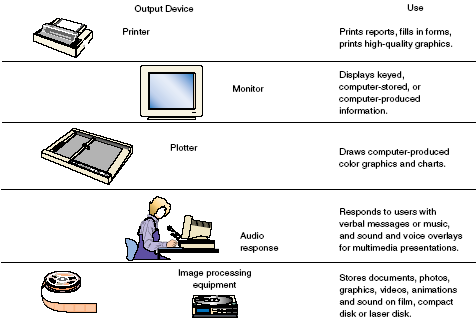 Output Device Use
Printer
Prints reports, fills in forms,
prints high-quality graphics.
Monitor
Displays keyed,
computer-stored, or
computer-produced
information.
Plotter
Draws computer-produced
color graphics and charts.
Audio
response
Responds to users with
verbal messages or music,
and sound and voice overlays
for multimedia presentations.
Image processing
equipment
Stores documents, photos,
graphics, videos, animations
and sound on film, compact
disk or laser disk.